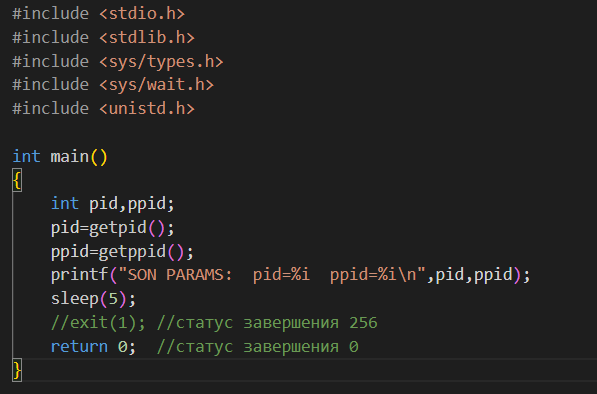 #include <stdio.h>
#include <stdlib.h>
#include <sys/types.h>
#include <sys/wait.h>
#include <unistd.h>
int main()
{
int pid,ppid;
pid=getpid();
ppid=getppid();
printf("SON PARAMS:  pid=%i  ppid=%i\n",pid,ppid);
sleep(5);
//exit(1); //статус завершения 256
return 0;  //статус завершения 0
}